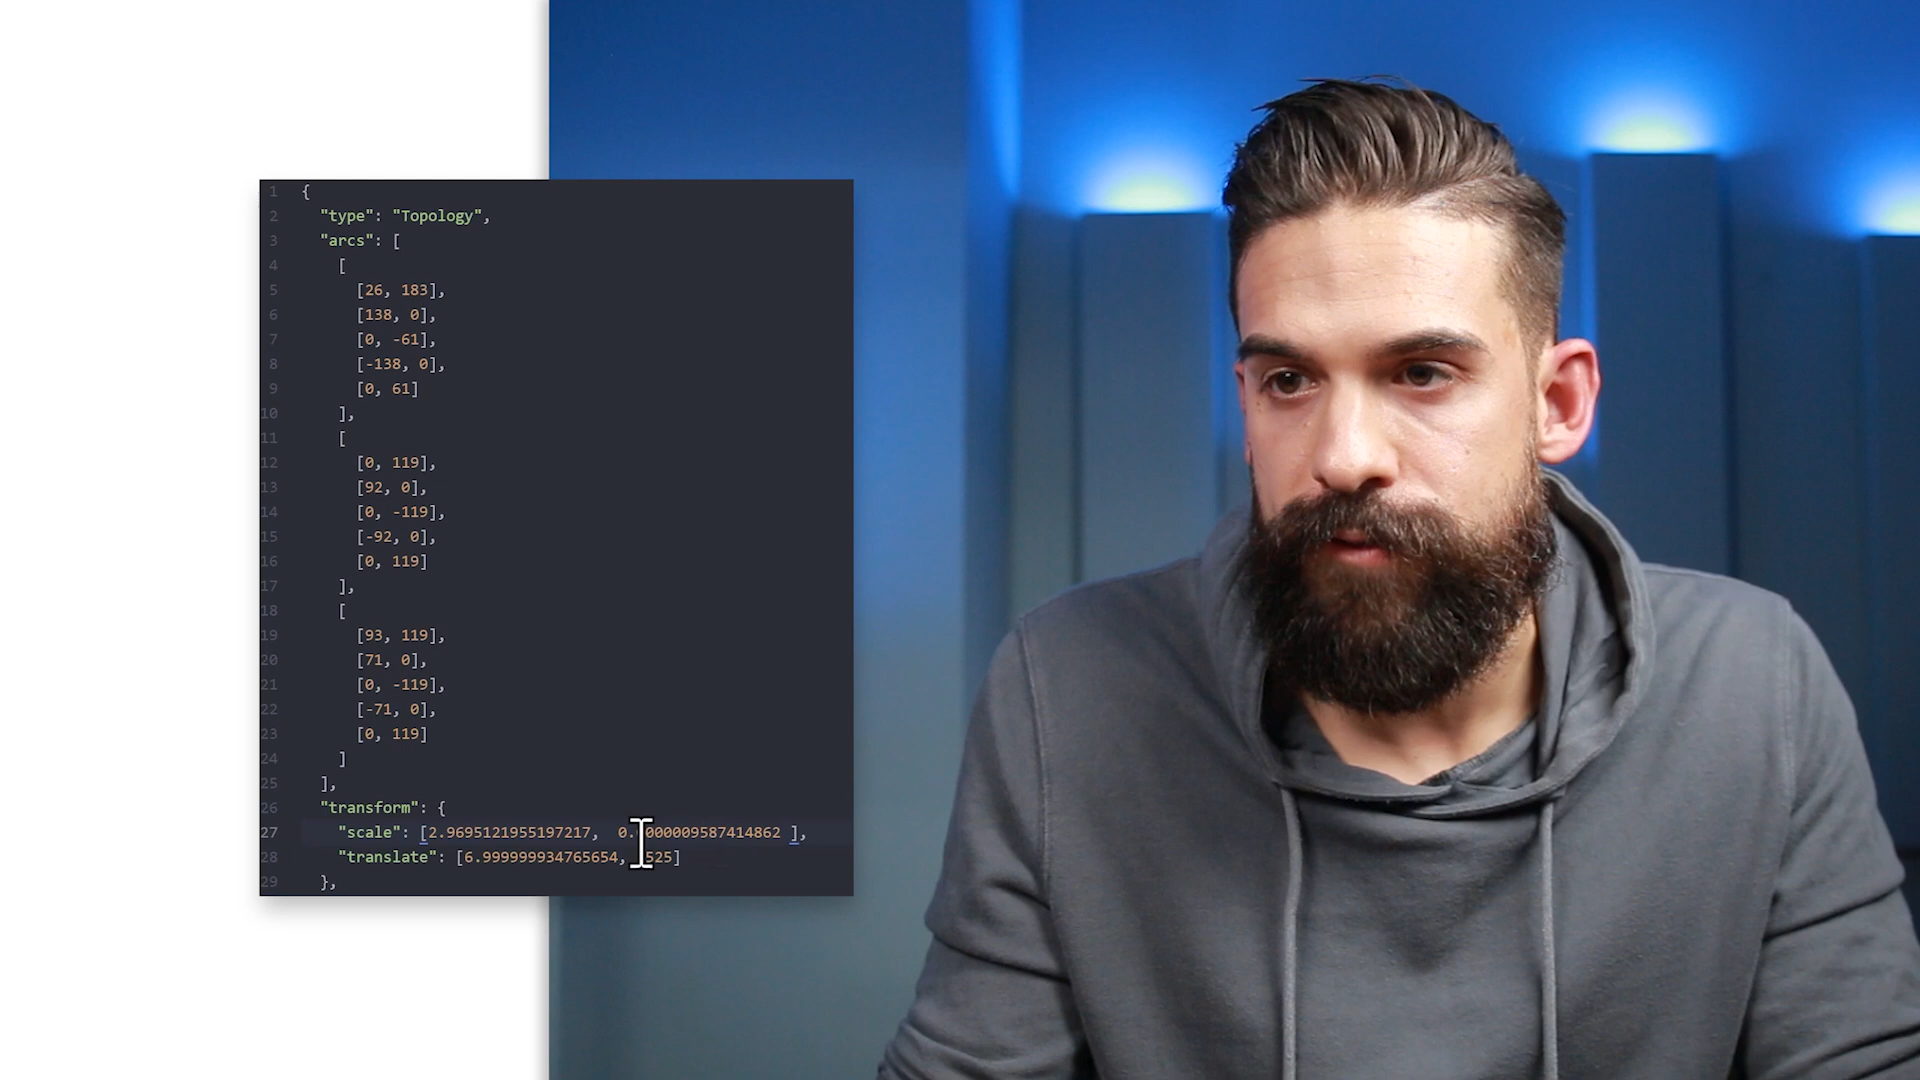 1 {
2 "type": "Topology",
3 "arcs": [
4 [
5 [26, 183],
6 [138, 0],
7 [0, -61],
8 [-138, 0],
9 [0, 61]
10 ],
11 [
12 [0, 119],
13 [92, 0],
14 [0, -119],
15 [-92, 0],
16 [0, 119]
17 ],
18 [
19 [93, 119],
20 [71, 0],
21 [0, -119],
22 [-71, 0],
23 [0, 119]
24 ]
25 ],
26 "transform": {
27 "scale": [2.9695121955197217, ],
28 "translate": [6.999999934765654, ]
29 },